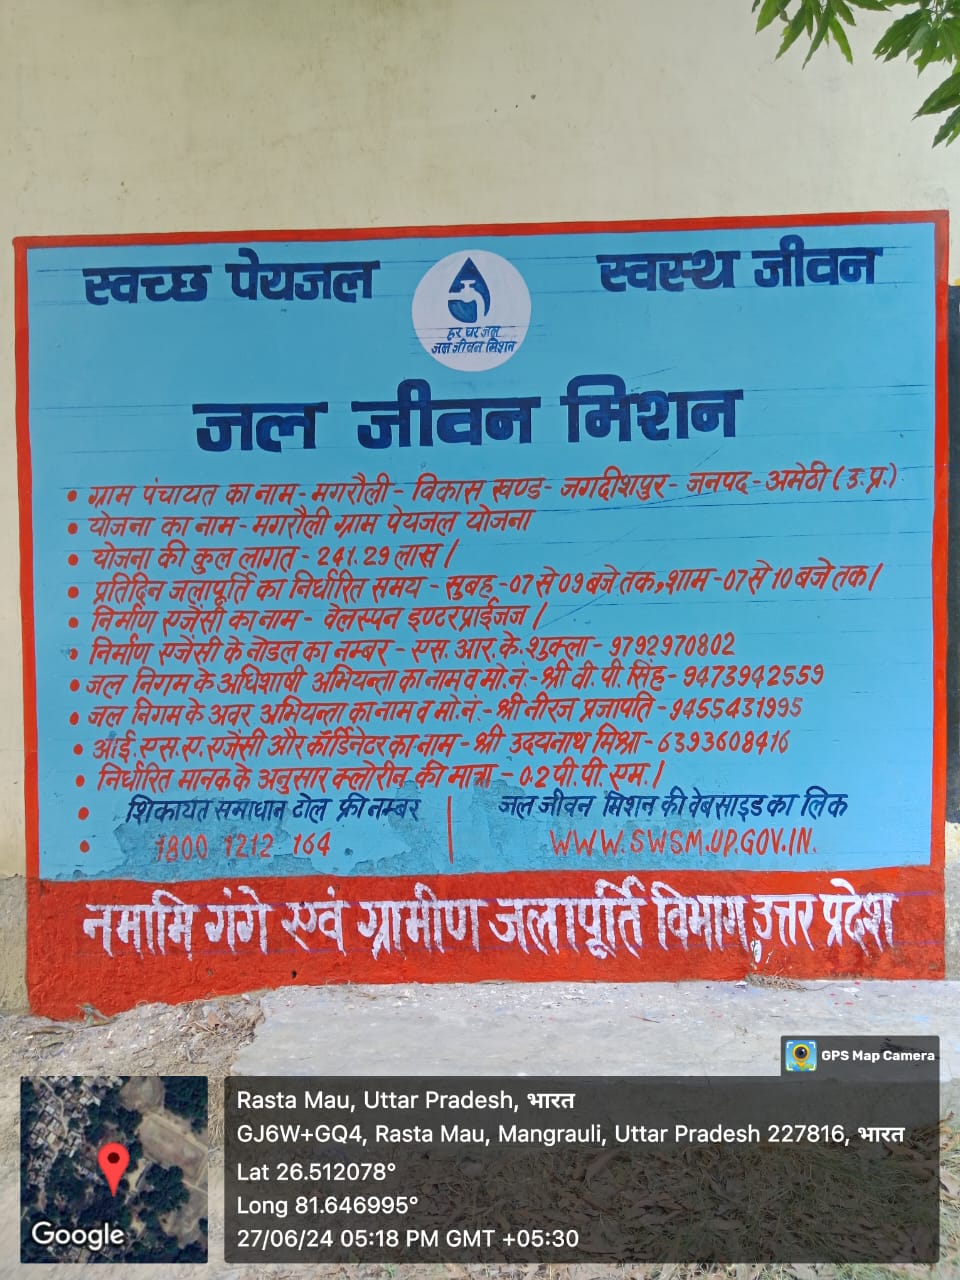 स्वच्छ पेयजल
स्वस्थ जीवन
हर घर जल
जल जीवन मिशन
जल जीवन मिशन
• ग्राम पंचायत का नाम - मगरौली - विकास खण्ड - जगदीशपुर - जनपद - अमेठी (उ.प्र.)
• योजना का नाम - मगरौली ग्राम पेयजल योजना
• योजना की कुल लागत - 241.29 लाख।
• प्रतिदिन जलापूर्ति का निर्धारित समय - सुबह - 07 से 09 बजे तक, शाम - 07 से 10 बजे तक।
• निर्माण एजेंसी का नाम - वेलस्पन इण्टरप्राईजज।
• निर्माण एजेंसी के नोडल का नम्बर - एस. आर. के. शुक्ला - 9792970802
• जल निगम के अधिशाषी अभियन्ता का नाम व मो.नं. - श्री वी. पी. सिंह - 9473942559
• जल निगम के अवर अभियन्ता का नाम व मो.नं. - श्री नीरज प्रजापति - 9455431995
• आई. एस. ए. एजेंसी और कॉर्डिनेटर का नाम - श्री उदयनाथ मिश्रा - 6393608416
• निर्धारित मानक के अनुसार क्लोरीन की मात्रा - 0.2 पी. पी. एम.।
• शिकायत समाधान टोल फ्री नम्बर | जल जीवन मिशन की वेबसाइड का लिक
• 1800 1212 164 | WWW.SWSM.UP.GOV.IN.
नमामि गंगे एवं ग्रामीण जलापूर्ति विभाग, उत्तर प्रदेश
GPS Map Camera
Rasta Mau, Uttar Pradesh, भारत
GJ6W+GQ4, Rasta Mau, Mangrauli, Uttar Pradesh 227816, भारत
Lat 26.512078°
Long 81.646995°
27/06/24 05:18 PM GMT +05:30
Google